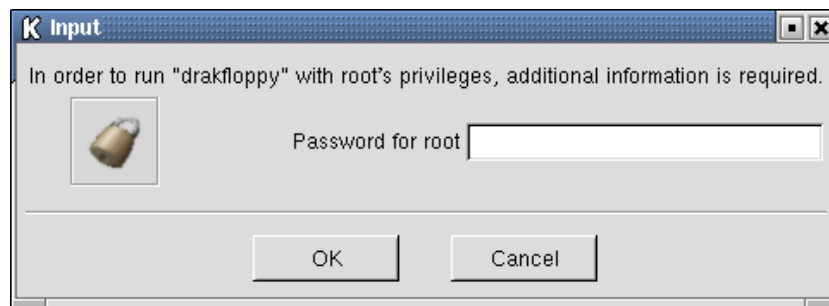 Input
In order to run "drakfloppy" with root's privileges, additional information is required.
Password for root
OK
Cancel